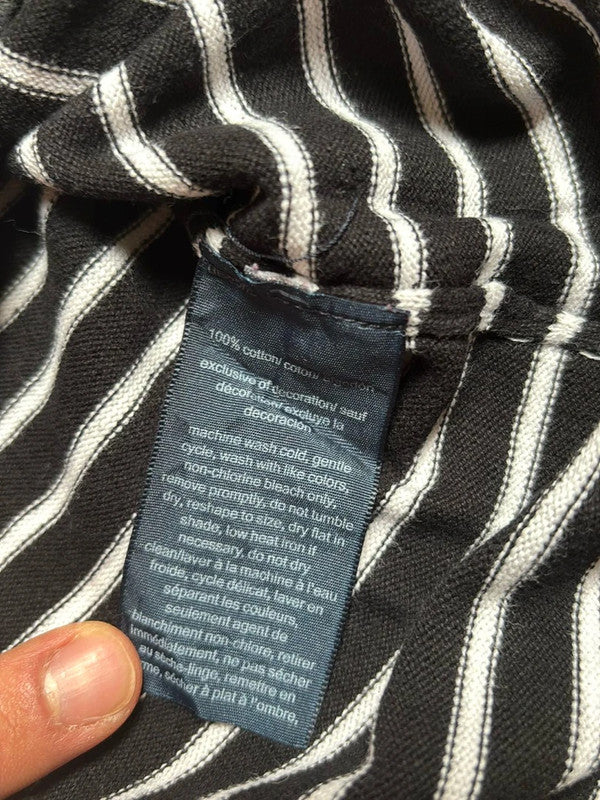 100% cotton/ coton/
exclusive of decoration/ sauf
décoration/ excluye la
decoración
machine wash cold, gentle
cycle, wash with like colors,
non-chlorine bleach only,
remove promptly, do not tumble
dry, reshape to size, dry flat in
shade, low heat iron if
necessary, do not dry
clean/laver à la machine à l'eau
froide, cycle délicat, laver en
séparant les couleurs,
seulement agent de
blanchiment non-chlore, retirer
immédiatement, ne pas sécher
au sèche-linge, remettre en
sécher à plat à l'ombre,